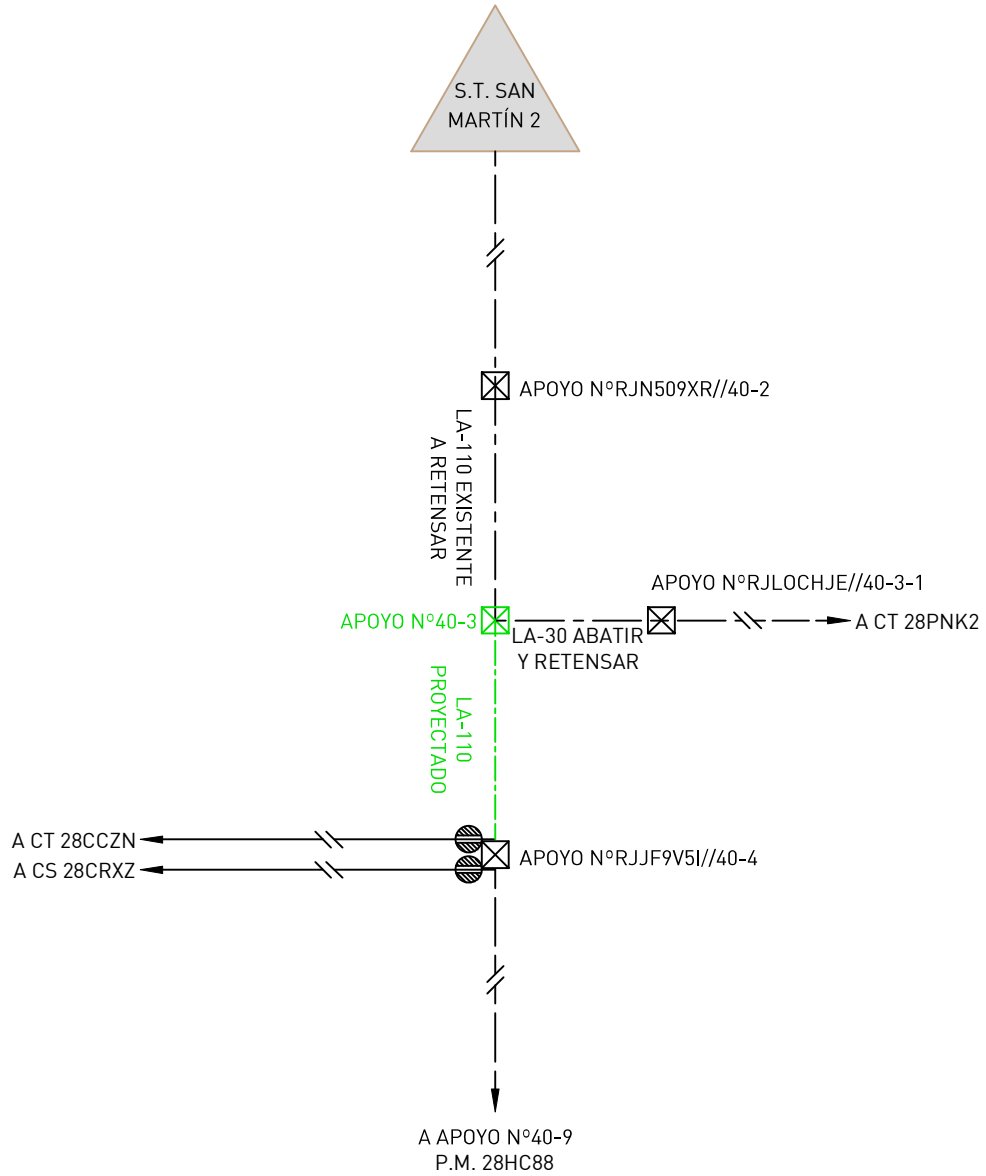 S.T. SAN
MARTÍN 2
APOYO NºRJN509XR//40-2
LA-110 EXISTENTE
A RETENSAR
APOYO NºRJLOCHJE//40-3-1
APOYO Nº40-3
A CT 28PNK2
LA-30 ABATIR
Y RETENSAR
LA-110
PROYECTADO
A CT 28CCZN
A CS 28CRXZ
APOYO NºRJJF9V5I//40-4
A APOYO Nº40-9
P.M. 28HC88